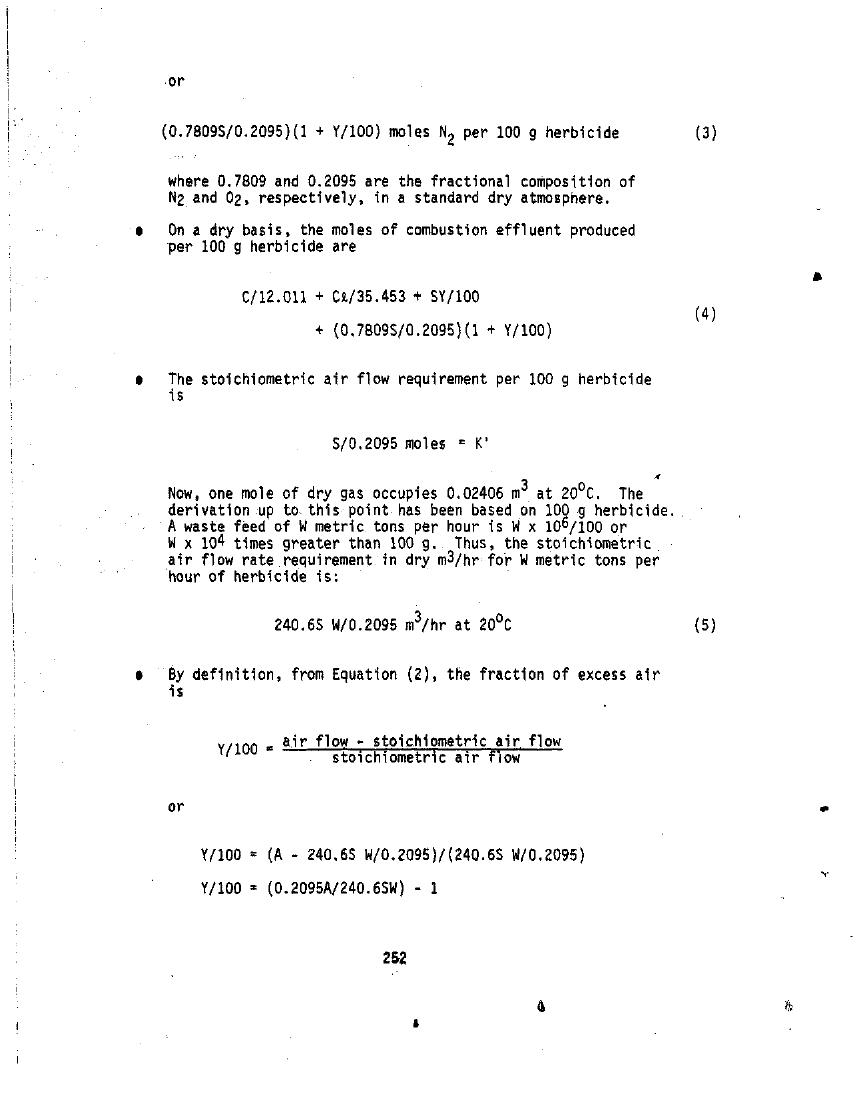 or
(0.7809S/0.2095)(1 + Y/100) moles N2 per 100 g herbicide (3)
where 0.7809 and 0.2095 are the fractional composition of
N2 and O2, respectively, in a standard dry atmosphere.
• On a dry basis, the moles of combustion effluent produced
per 100 g herbicide are
C/12.011 + Cℓ/35.453 + SY/100
(4)
+ (0.7809S/0.2095)(1 + Y/100)
• The stoichiometric air flow requirement per 100 g herbicide
is
S/0.2095 moles = K'
Now, one mole of dry gas occupies 0.02406 m3 at 20°C. The
derivation up to this point has been based on 100 g herbicide.
A waste feed of W metric tons per hour is W x 10^6/100 or
W x 10^4 times greater than 100 g. Thus, the stoichiometric
air flow rate requirement in dry m3/hr for W metric tons per
hour of herbicide is:
240.6S W/0.2095 m3/hr at 20°C (5)
• By definition, from Equation (2), the fraction of excess air
is
Y/100 = air flow - stoichiometric air flow
stoichiometric air flow
or
Y/100 = (A - 240.6S W/0.2095)/(240.6S W/0.2095)
Y/100 = (0.2095A/240.6SW) - 1
252